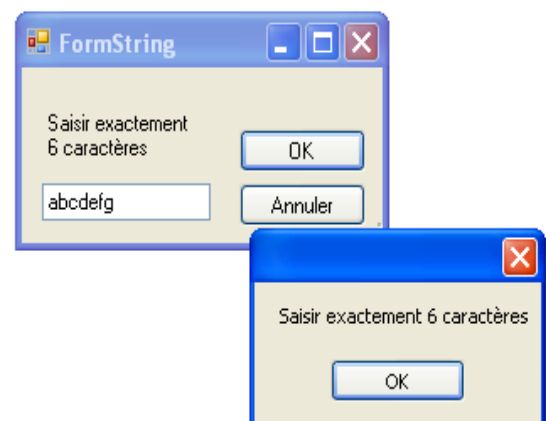 FormString
Saisir exactement
6 caractères
OK
abcdefg
Annuler
Saisir exactement 6 caractères
OK